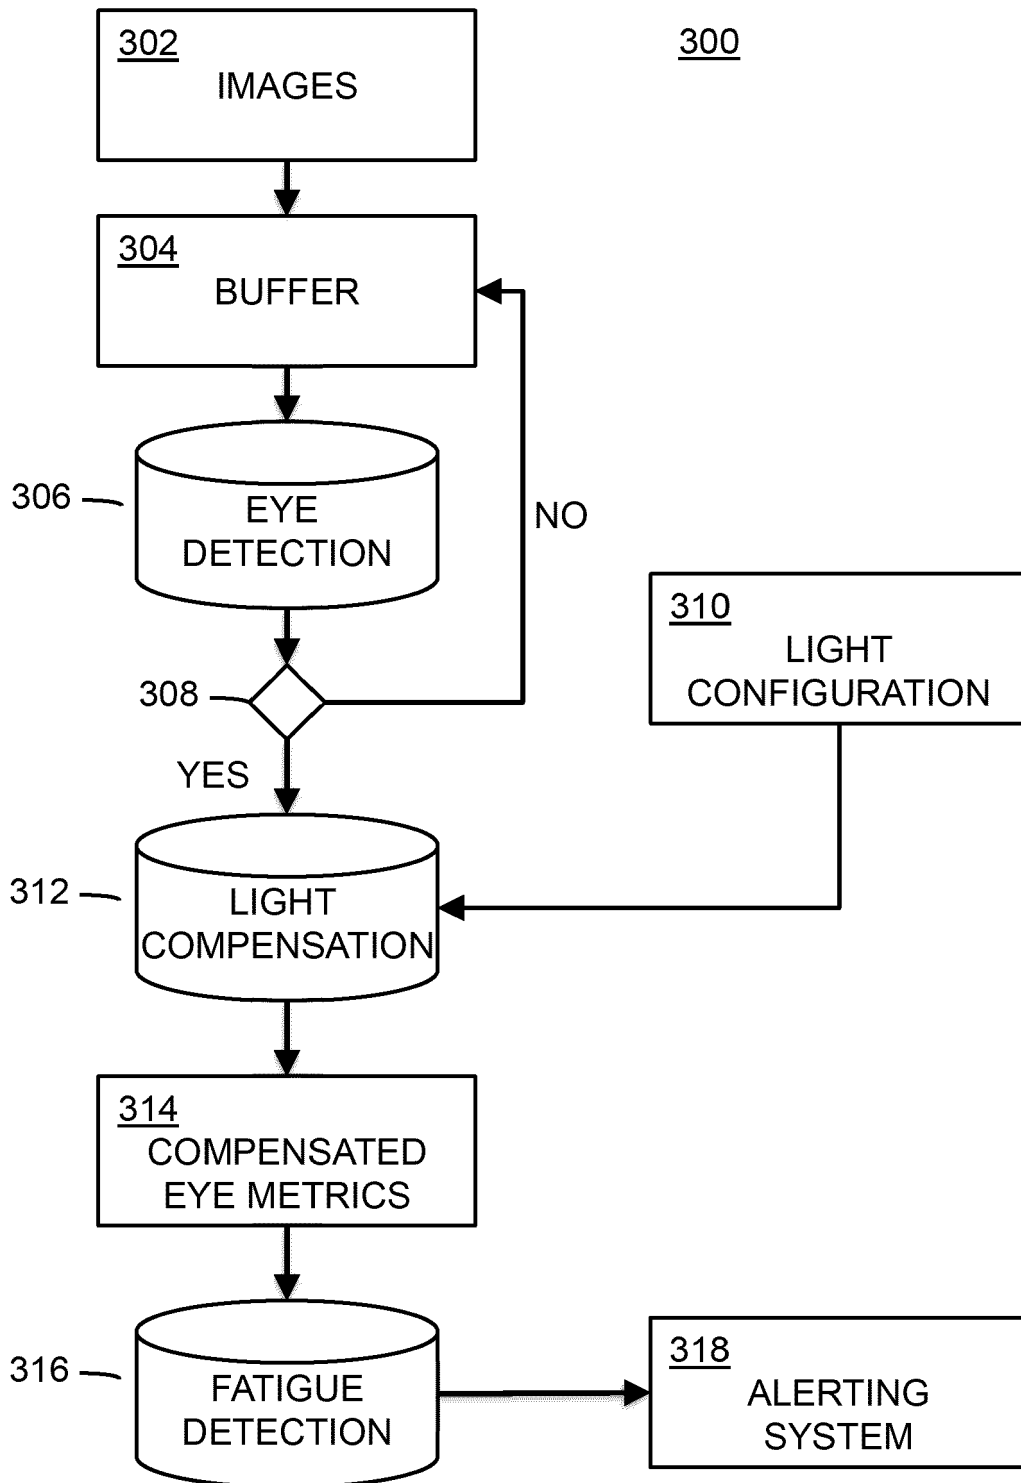 302
IMAGES
300
304
BUFFER
306
EYE
DETECTION
NO
308
YES
310
LIGHT
CONFIGURATION
312
LIGHT
COMPENSATION
314
COMPENSATED
EYE METRICS
316
FATIGUE
DETECTION
318
ALERTING
SYSTEM